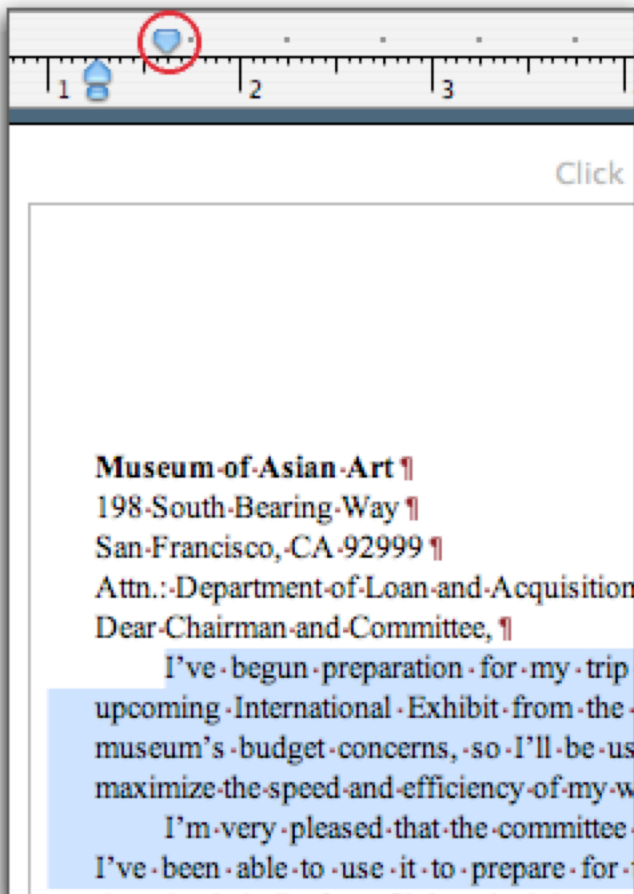 1 2 3
Click
Museum of Asian Art ¶
198 South Bearing Way ¶
San Francisco, CA 92999 ¶
Attn.: Department of Loan and Acquisition
Dear Chairman and Committee, ¶
I’ve begun preparation for my trip
upcoming International Exhibit from the
museum’s budget concerns, so I’ll be us
maximize the speed and efficiency of my w
I’m very pleased that the committee
I’ve been able to use it to prepare for